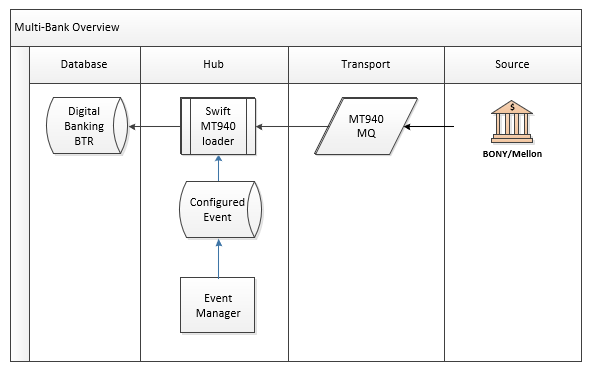 Multi-Bank Overview
Database
Hub
Transport
Source
Digital
Banking
BTR
Swift
MT940
loader
MT940
MQ
$
BONY/Mellon
Configured
Event
Event
Manager